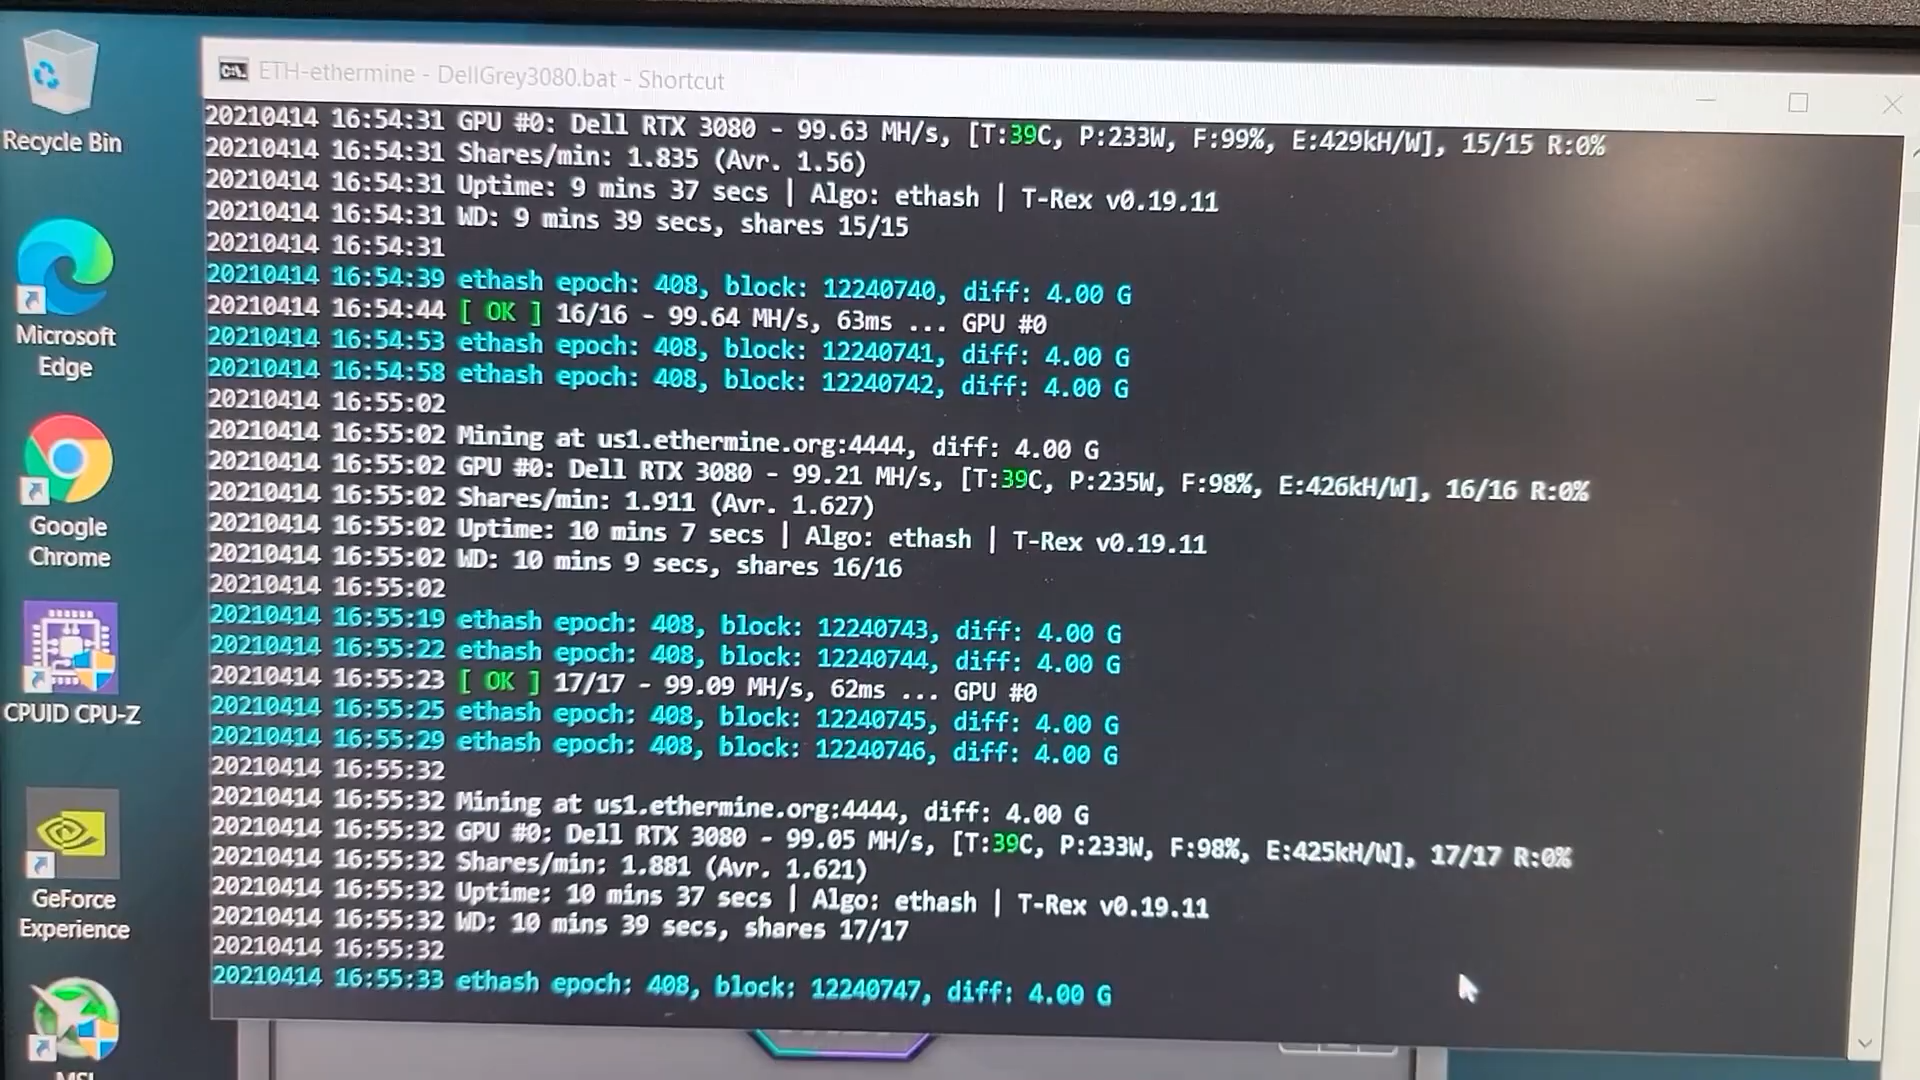 Recycle Bin
Microsoft
Edge
Google
Chrome
CPUID CPU-Z
GeForce
Experience
MSI
ETH-ethermine - DellGrey3080.bat - Shortcut
20210414 16:54:31 GPU #0: Dell RTX 3080 - 99.63 MH/s, [T:39C, P:233W, F:99%, E:429kH/W], 15/15 R:0%
20210414 16:54:31 Shares/min: 1.835 (Avr. 1.56)
20210414 16:54:31 Uptime: 9 mins 37 secs | Algo: ethash | T-Rex v0.19.11
20210414 16:54:31 WD: 9 mins 39 secs, shares 15/15
20210414 16:54:31
20210414 16:54:39 ethash epoch: 408, block: 12240740, diff: 4.00 G
20210414 16:54:44 [ OK ] 16/16 - 99.64 MH/s, 63ms ... GPU #0
20210414 16:54:53 ethash epoch: 408, block: 12240741, diff: 4.00 G
20210414 16:54:58 ethash epoch: 408, block: 12240742, diff: 4.00 G
20210414 16:55:02
20210414 16:55:02 Mining at us1.ethermine.org:4444, diff: 4.00 G
20210414 16:55:02 GPU #0: Dell RTX 3080 - 99.21 MH/s, [T:39C, P:235W, F:98%, E:426kH/W], 16/16 R:0%
20210414 16:55:02 Shares/min: 1.911 (Avr. 1.627)
20210414 16:55:02 Uptime: 10 mins 7 secs | Algo: ethash | T-Rex v0.19.11
20210414 16:55:02 WD: 10 mins 9 secs, shares 16/16
20210414 16:55:02
20210414 16:55:19 ethash epoch: 408, block: 12240743, diff: 4.00 G
20210414 16:55:22 ethash epoch: 408, block: 12240744, diff: 4.00 G
20210414 16:55:23 [ OK ] 17/17 - 99.09 MH/s, 62ms ... GPU #0
20210414 16:55:25 ethash epoch: 408, block: 12240745, diff: 4.00 G
20210414 16:55:29 ethash epoch: 408, block: 12240746, diff: 4.00 G
20210414 16:55:32
20210414 16:55:32 Mining at us1.ethermine.org:4444, diff: 4.00 G
20210414 16:55:32 GPU #0: Dell RTX 3080 - 99.05 MH/s, [T:39C, P:233W, F:98%, E:425kH/W], 17/17 R:0%
20210414 16:55:32 Shares/min: 1.881 (Avr. 1.621)
20210414 16:55:32 Uptime: 10 mins 37 secs | Algo: ethash | T-Rex v0.19.11
20210414 16:55:32 WD: 10 mins 39 secs, shares 17/17
20210414 16:55:32
20210414 16:55:33 ethash epoch: 408, block: 12240747, diff: 4.00 G